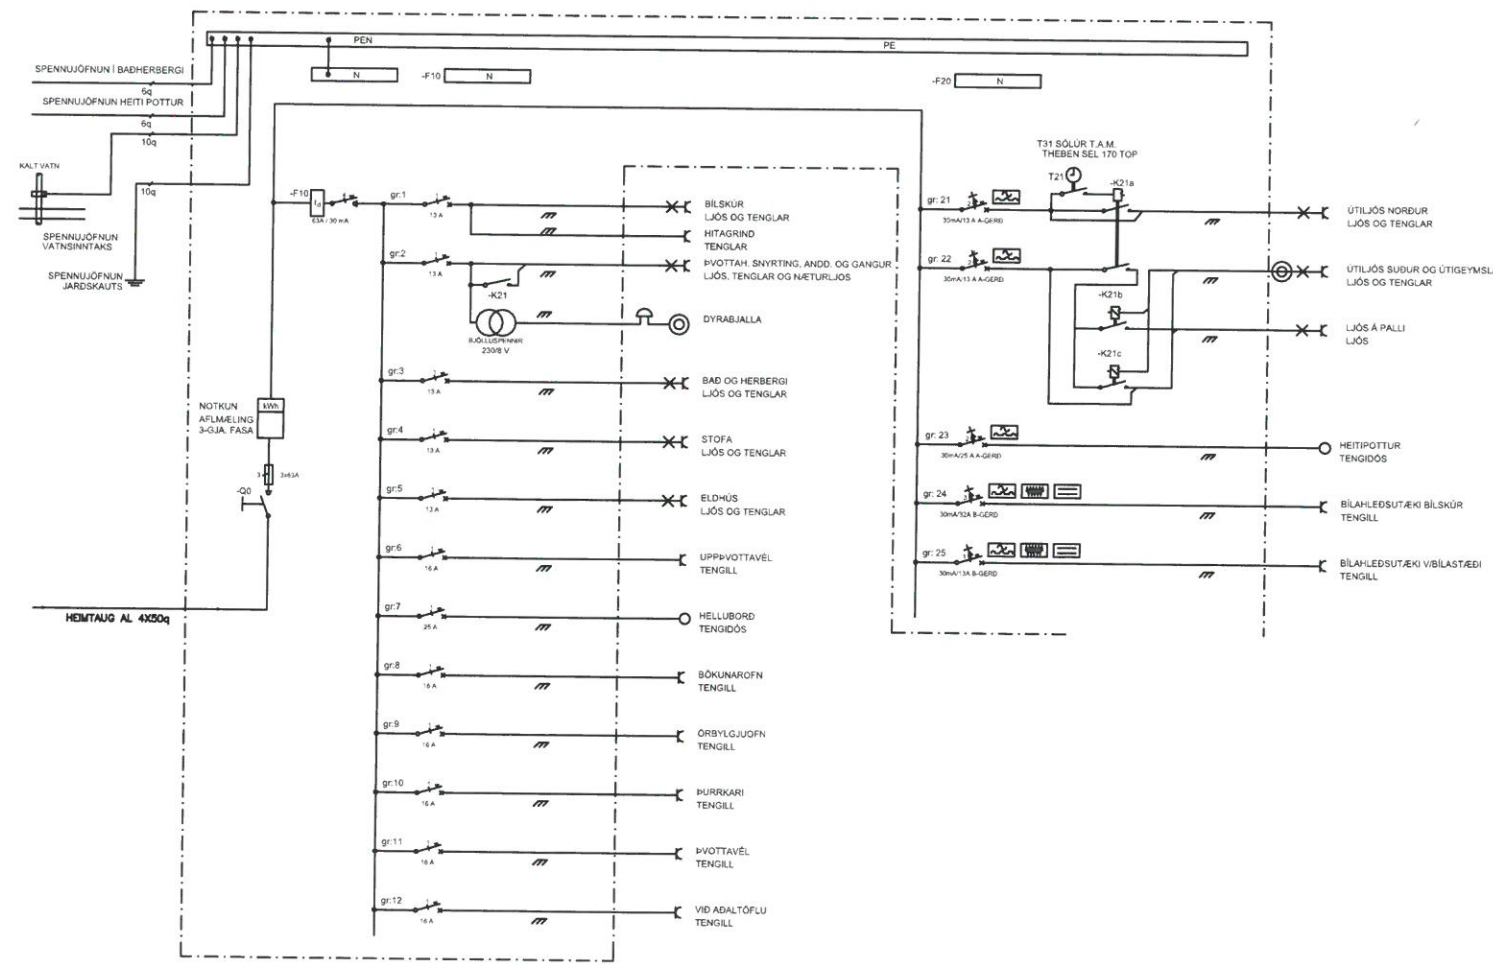 PEN
PE
N
-F10
N
-F20
N
SPENNUJÖFNUN Í BAÐHERBERGI
6q
SPENNUJÖFNUN HEITI POTTUR
6q
10q
KALT VATN
10q
SPENNUJÖFNUN
VATNSINNTAKS
SPENNUJÖFNUN
JARÐSKAUTS
NOTKUN
AFLMÆLING
3-GJA. FASA
kWh
3x63A
-Q0
HEIMTAUG AL 4X50q
-F10
I
63A / 30 mA
gr:1
13 A
BÍLSKÚR
LJÓS OG TENGLAR
HITAGRIND
TENGLAR
gr:2
13 A
ÞVOTTAH. SNYRTING, ANDD. OG GANGUR
LJÓS, TENGLAR OG NÆTURLJOS
-K21
BJÖLLUSPENNIR
230/8 V
DYRABJALLA
gr:3
13 A
BAÐ OG HERBERGI
LJÓS OG TENGLAR
gr:4
13 A
STOFA
LJÓS OG TENGLAR
gr:5
13 A
ELDHÚS
LJÓS OG TENGLAR
gr:6
16 A
UPPÞVOTTAVÉL
TENGILL
gr:7
25 A
HELLUBORÐ
TENGIDÓS
gr:8
16 A
BÖKUNAROFN
TENGILL
gr:9
16 A
ÖRBYLGJUOFN
TENGILL
gr:10
16 A
ÞURRKARI
TENGILL
gr:11
16 A
ÞVOTTAVÉL
TENGILL
gr:12
16 A
VIÐ AÐALTÖFLU
TENGILL
T31 SÓLÚR T.A.M.
THEBEN SEL 170 TOP
T21
-K21a
gr: 21
30mA/13 A A-GERÐ
ÚTILJÓS NORÐUR
LJÓS OG TENGLAR
gr: 22
30mA/13 A A-GERÐ
ÚTILJÓS SUÐUR OG ÚTIGEYMSL
LJÓS OG TENGLAR
-K21b
LJÓS Á PALLI
LJÓS
-K21c
gr: 23
30mA/25 A A-GERÐ
HEITIPOTTUR
TENGIDÓS
gr: 24
30mA/32A B-GERÐ
BÍLAHLEÐSUTÆKI BÍLSKÚR
TENGILL
gr: 25
30mA/13A B-GERÐ
BÍLAHLEÐSUTÆKI V/BÍLASTÆÐI
TENGILL